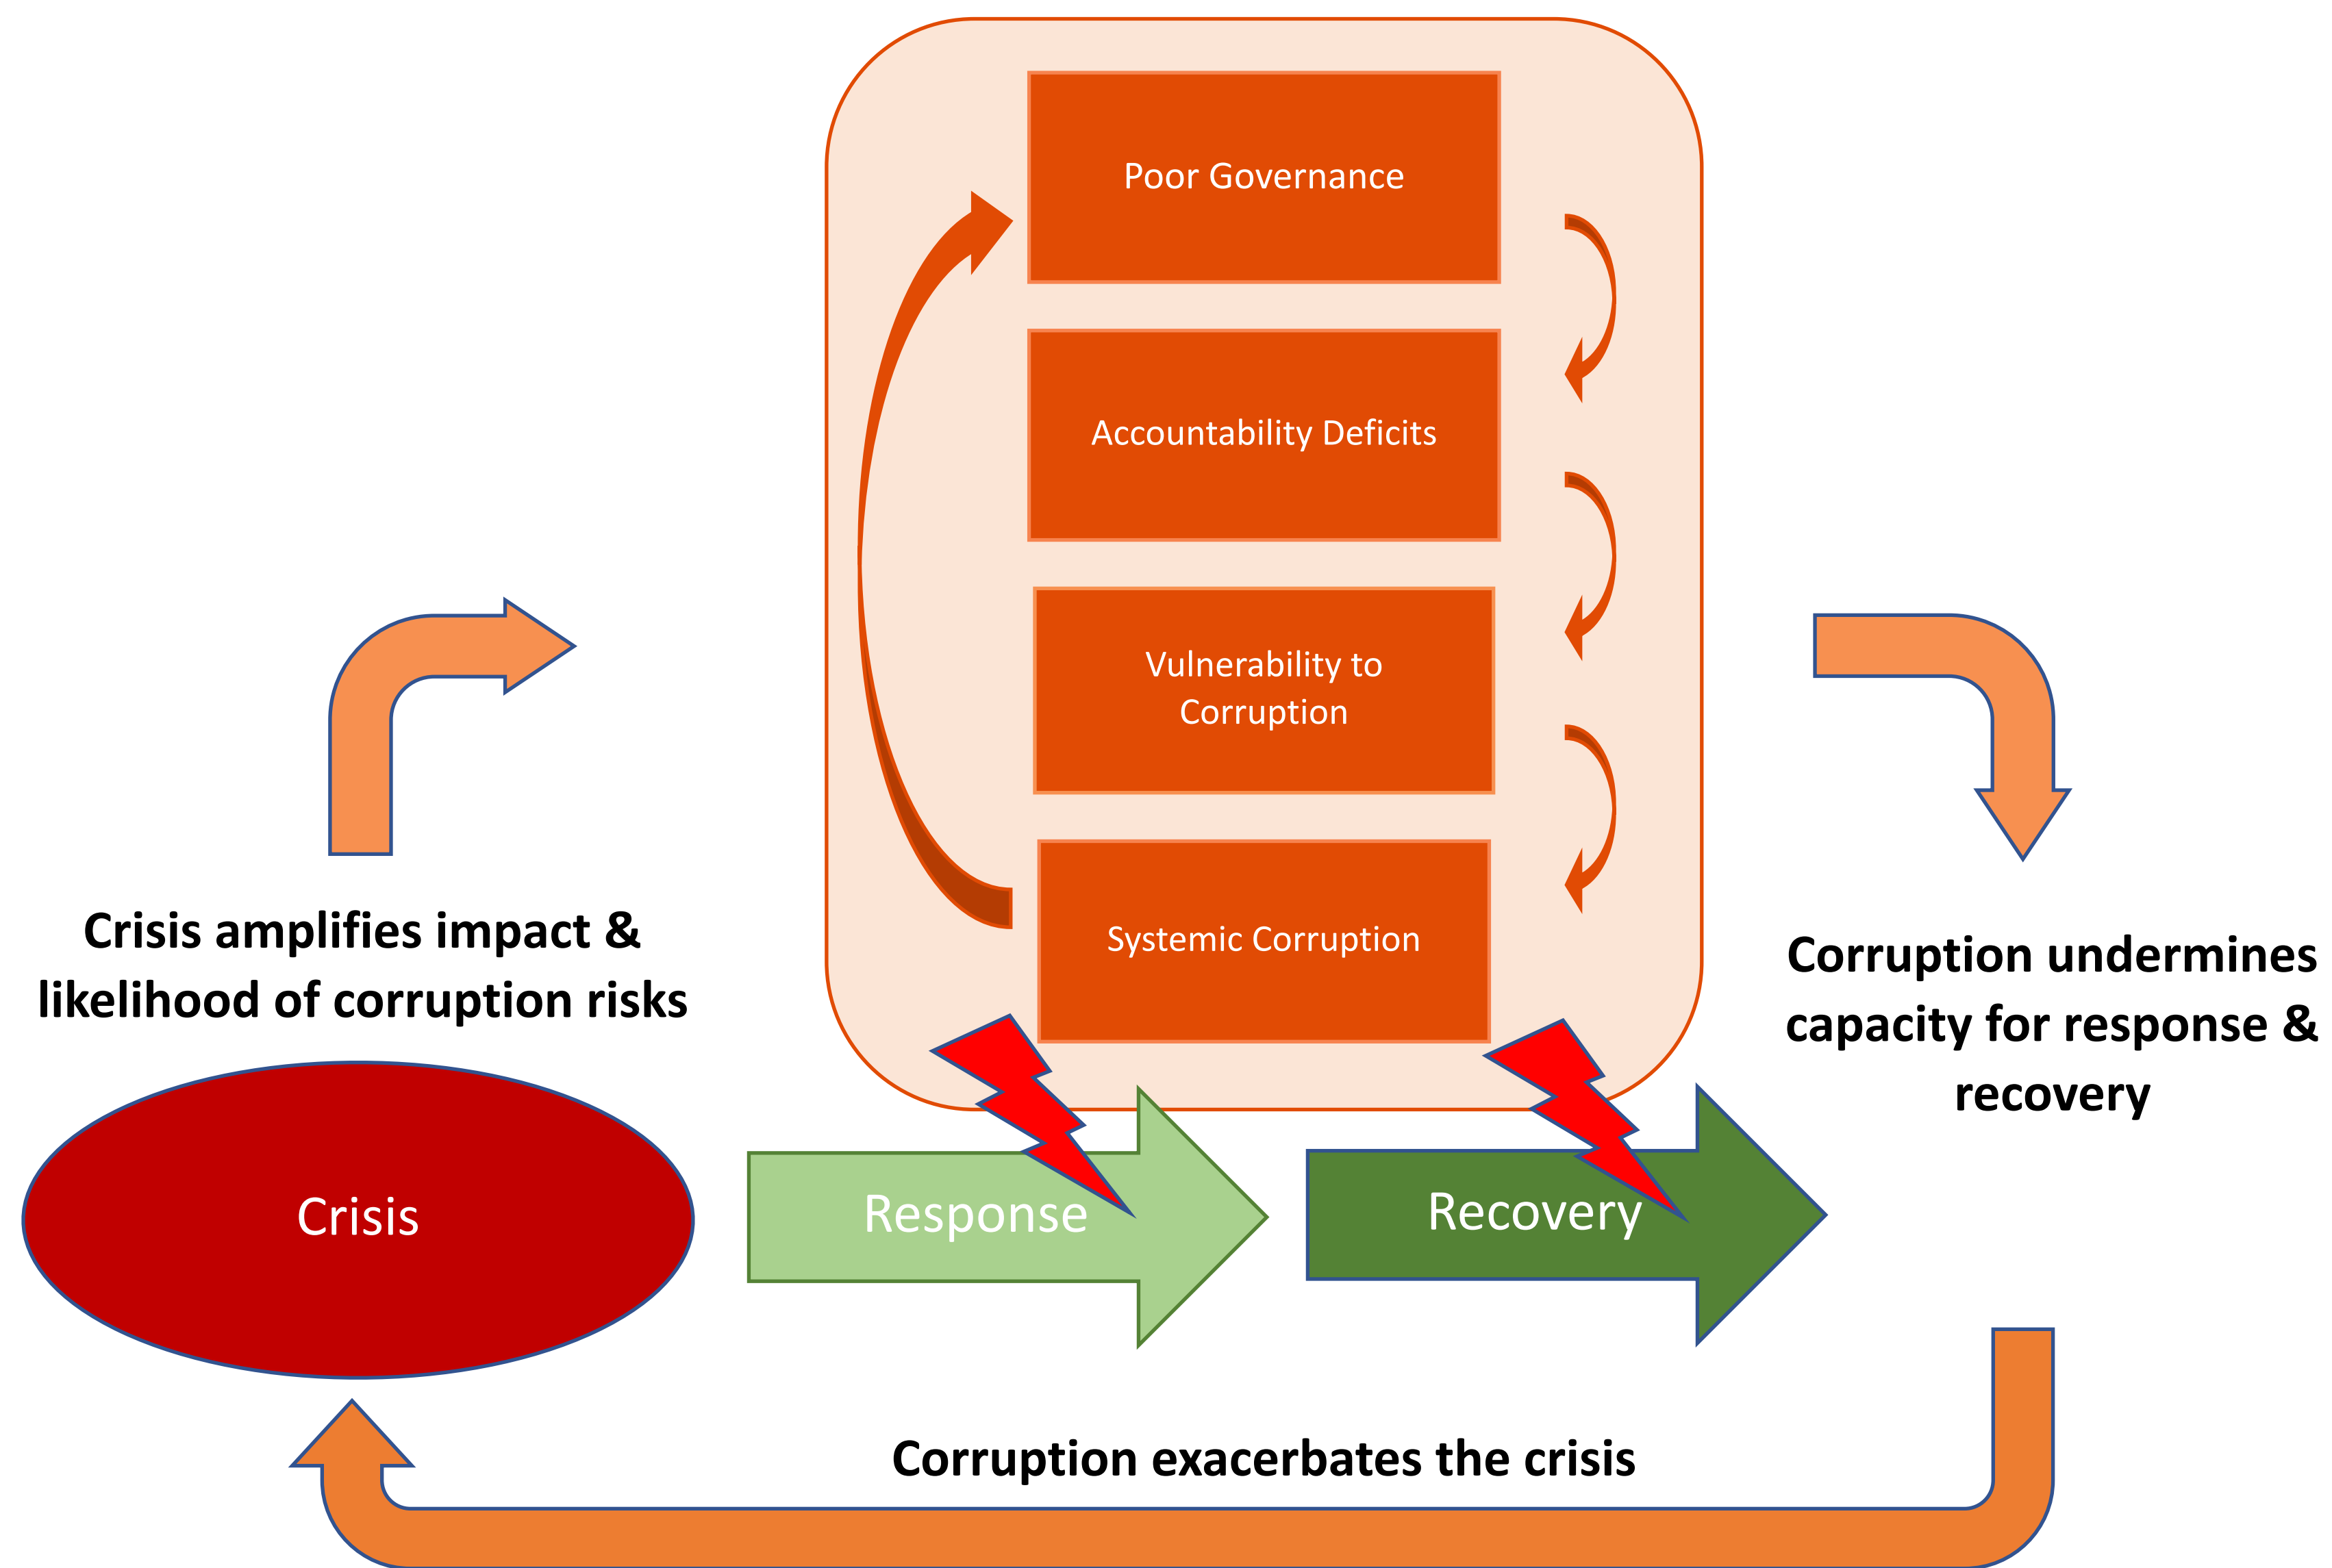 Poor Governance
Accountability Deficits
Vulnerability to
Corruption
Systemic Corruption
Crisis amplifies impact &
likelihood of corruption risks
Corruption undermines
capacity for response &
recovery
Crisis
Response
Recovery
Corruption exacerbates the crisis